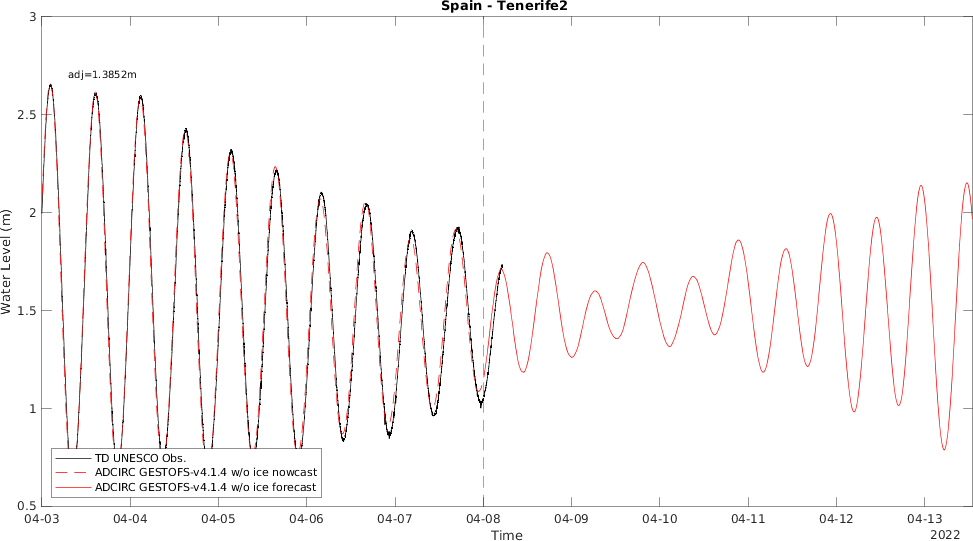 Spain - Tenerife2
3
adj=1.3852m
2.5
2
1.5
1
0.5
Water Level (m)
TD UNESCO Obs.
ADCIRC GESTOFS-v4.1.4 w/o ice nowcast
ADCIRC GESTOFS-v4.1.4 w/o ice forecast
04-03 04-04 04-05 04-06 04-07 04-08 04-09 04-10 04-11 04-12 04-13
Time
2022